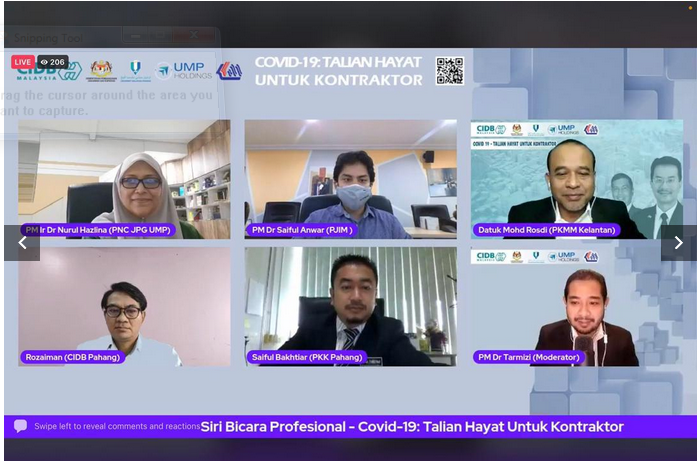 Snipping Tool
LIVE 206
CIDB
MALAYSIA
UMP
HOLDINGS
COVID-19: TALIAN HAYAT
UNTUK KONTRAKTOR
rag the cursor around the area you
ant to capture.
CIDB
MALAYSIA
UMP
HOLDINGS
COVID 19 - TALIAN HAYAT UNTUK KONTRAKTOR
PM Ir Dr Nurul Hazlina (PNC JPG UMP)
PM Dr Saiful Anwar (PJIM )
Datuk Mohd Rosdi (PKMM Kelantan)
CIDB
MALAYSIA
UMP
HOLDINGS
Rozaiman (CIDB Pahang)
Saiful Bakhtiar (PKK Pahang)
PM Dr Tarmizi (Moderator)
Swipe left to reveal comments and reactions
Siri Bicara Profesional - Covid-19: Talian Hayat Untuk Kontraktor